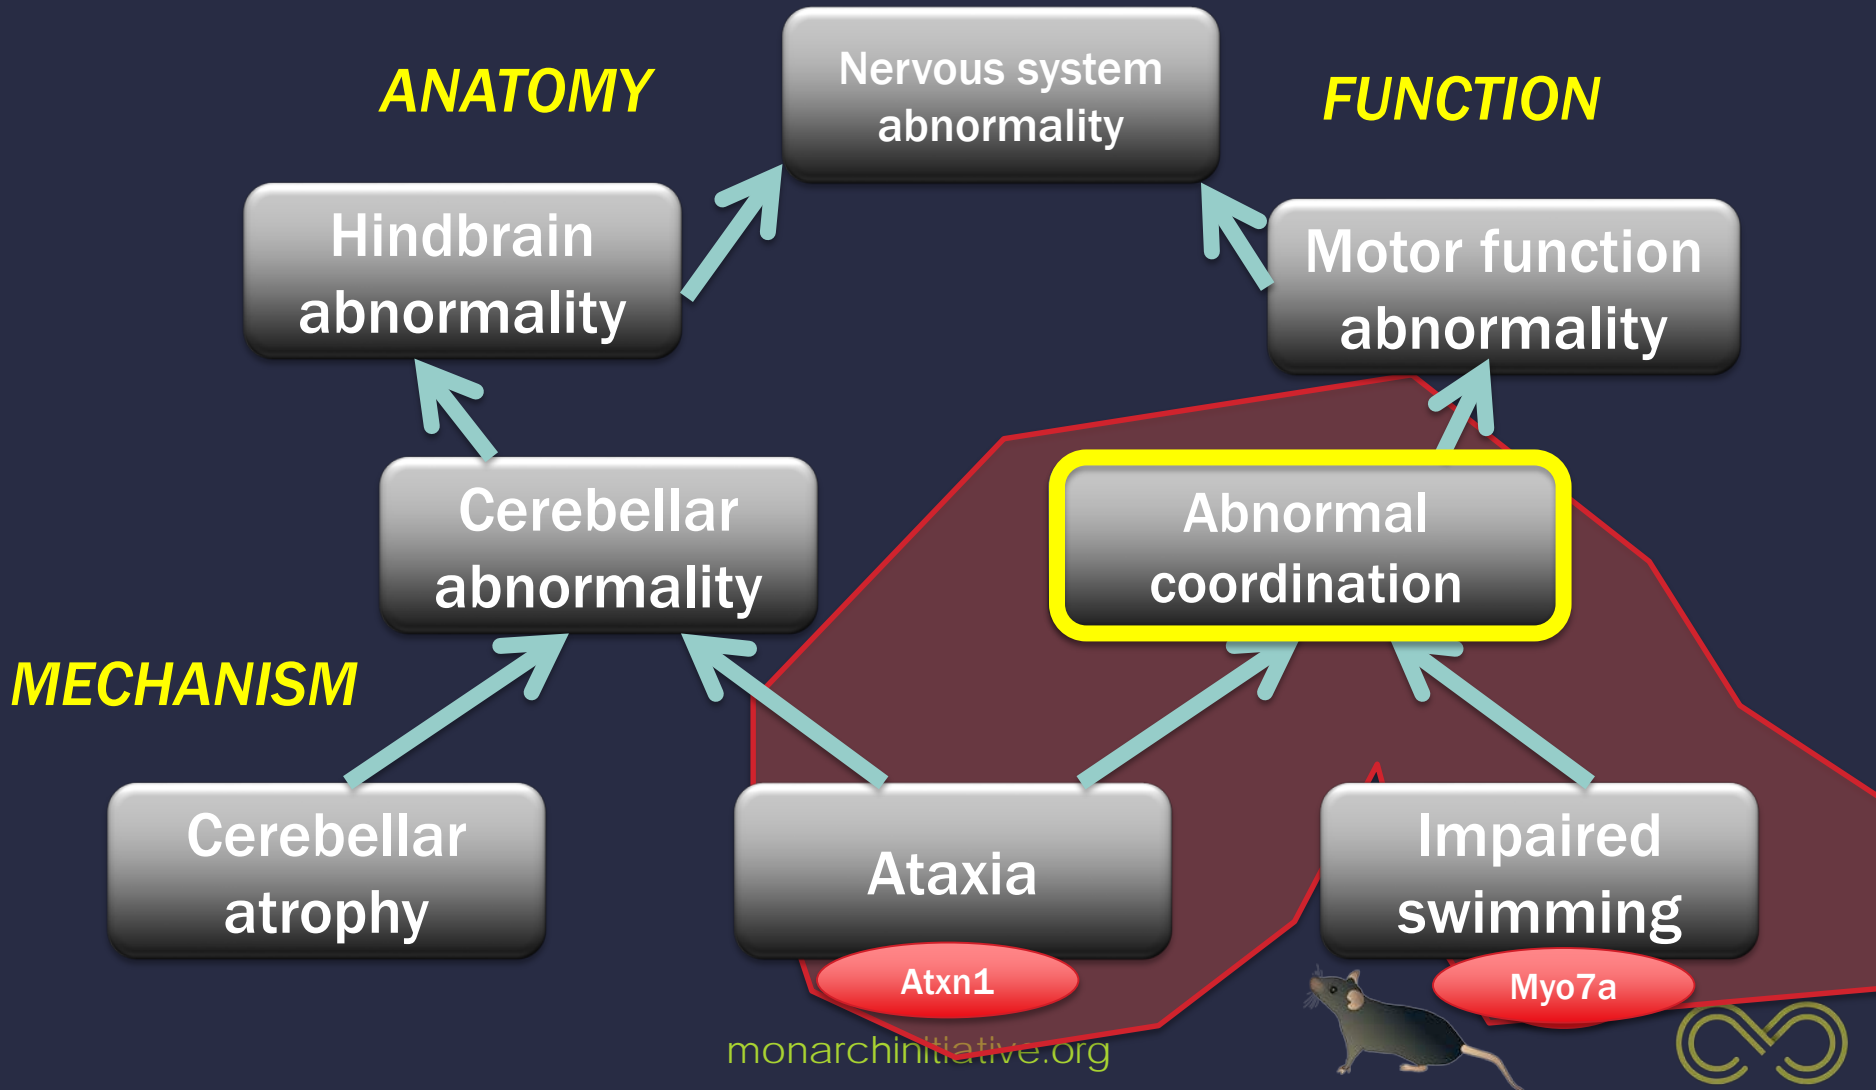 Nervous system
abnormality
ANATOMY
FUNCTION
Hindbrain
abnormality
Motor function
abnormality
Cerebellar
abnormality
Abnormal
coordination
MECHANISM
Cerebellar
atrophy
Ataxia
Impaired
swimming
Atxn1
Myo7a
monarchinitiative.org